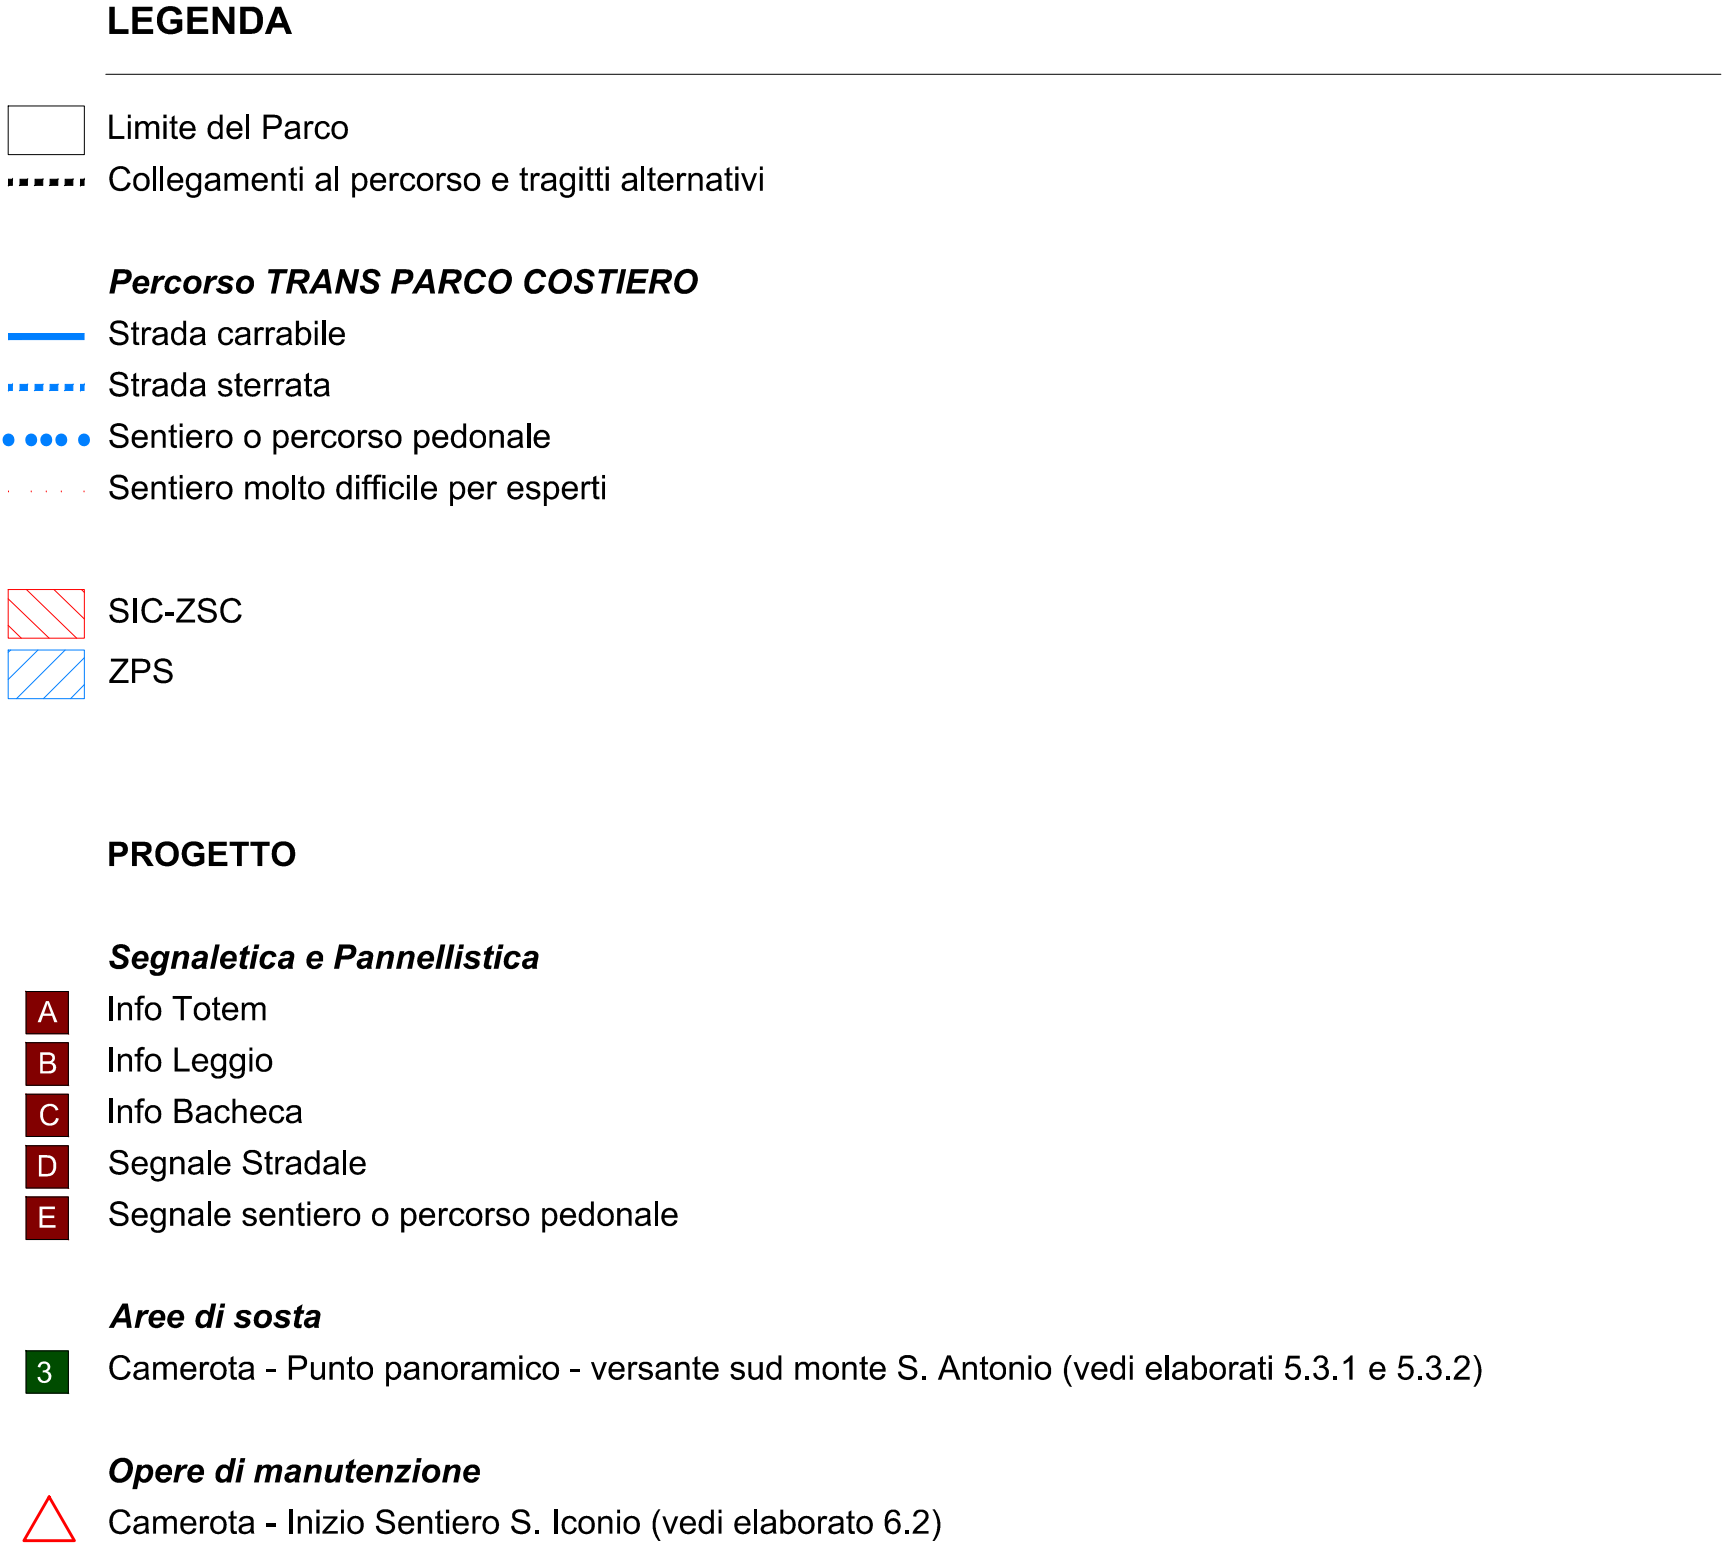 LEGENDA
Limite del Parco
Collegamenti al percorso e tragitti alternativi
Percorso TRANS PARCO COSTIERO
Strada carrabile
Strada sterrata
Sentiero o percorso pedonale
Sentiero molto difficile per esperti
SIC-ZSC
ZPS
PROGETTO
Segnaletica e Pannellistica
A Info Totem
B Info Leggio
C Info Bacheca
D Segnale Stradale
E Segnale sentiero o percorso pedonale
Aree di sosta
3 Camerota - Punto panoramico - versante sud monte S. Antonio (vedi elaborati 5.3.1 e 5.3.2)
Opere di manutenzione
Camerota - Inizio Sentiero S. Iconio (vedi elaborato 6.2)